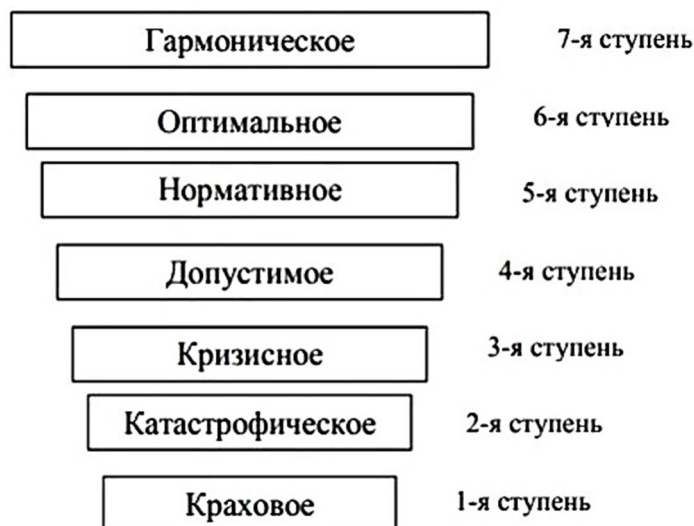 Гармоническое 7-я ступень
Оптимальное 6-я ступень
Нормативное 5-я ступень
Допустимое 4-я ступень
Кризисное 3-я ступень
Катастрофическое 2-я ступень
Краховое 1-я ступень